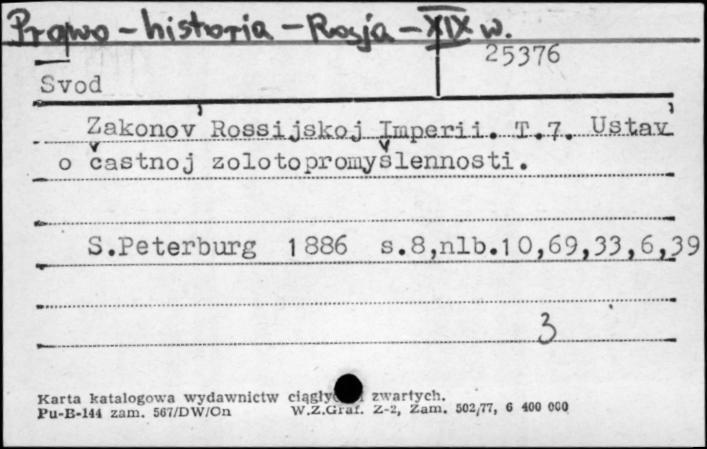 Prawo - historia - Rosja - XIX w.
25376
Svod
Zakonov Rossijskoj Imperii. T.7. Ustav
o častnoj zolotopromyšlennosti.
S.Peterburg 1886 s.8,nlb.10,69,33,6,39
3
Karta katalogowa wydawnictw zwartych.
Pu-B-144 zam. 567/DW/On W.Z.Graf. Z-2, Zam. 502/77, 6 400 000